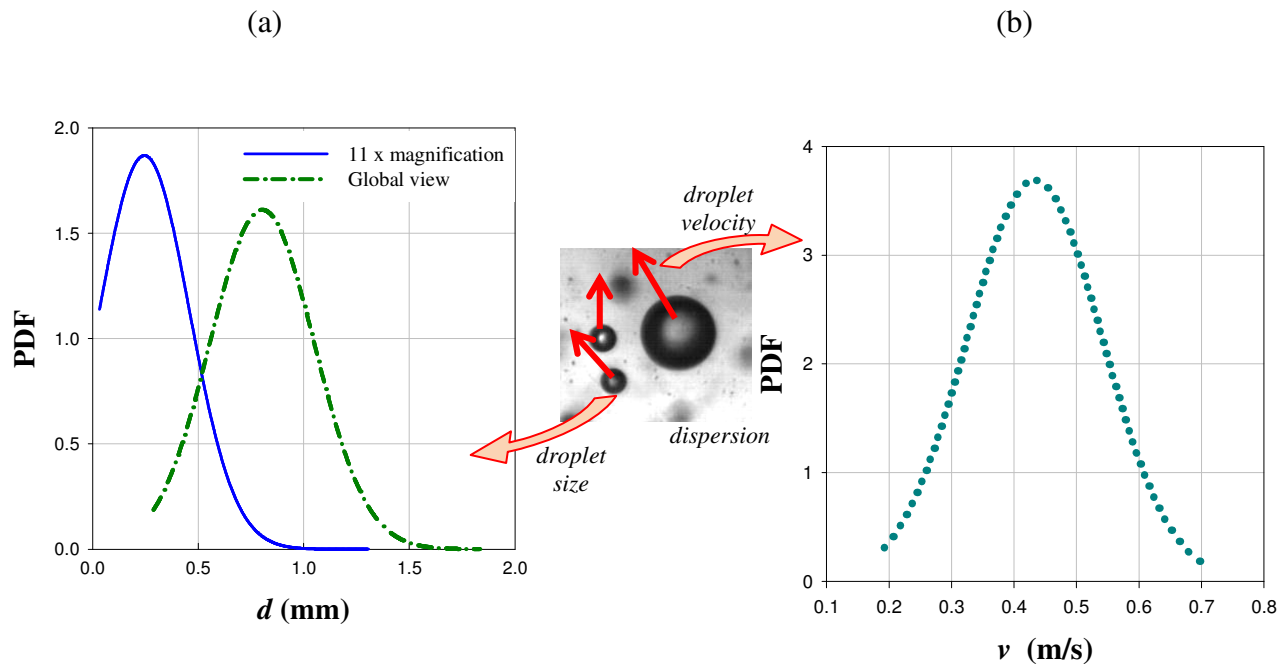 (a)
(b)
PDF
2.0
1.5
1.0
0.5
0.0
0.0 0.5 1.0 1.5 2.0
d (mm)
11 x magnification
Global view
droplet
velocity
dispersion
droplet
size
PDF
4
3
2
1
0
0.1 0.2 0.3 0.4 0.5 0.6 0.7 0.8
v (m/s)